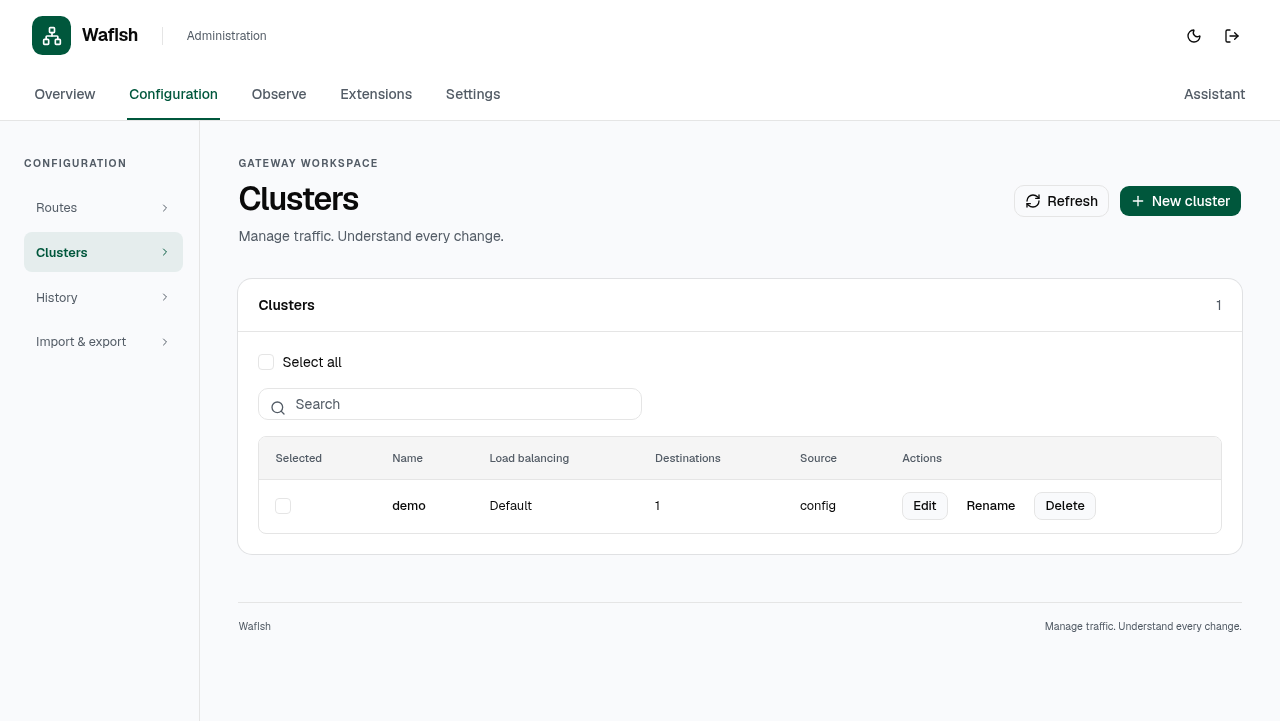 Wafish
Administration
Overview
Configuration
Observe
Extensions
Settings
Assistant
CONFIGURATION
Routes
Clusters
History
Import & export
GATEWAY WORKSPACE
Clusters
Manage traffic. Understand every change.
Refresh
New cluster
Clusters
1
Select all
Search
Selected Name Load balancing Destinations Source Actions
demo Default 1 config Edit Rename Delete
Wafish
Manage traffic. Understand every change.